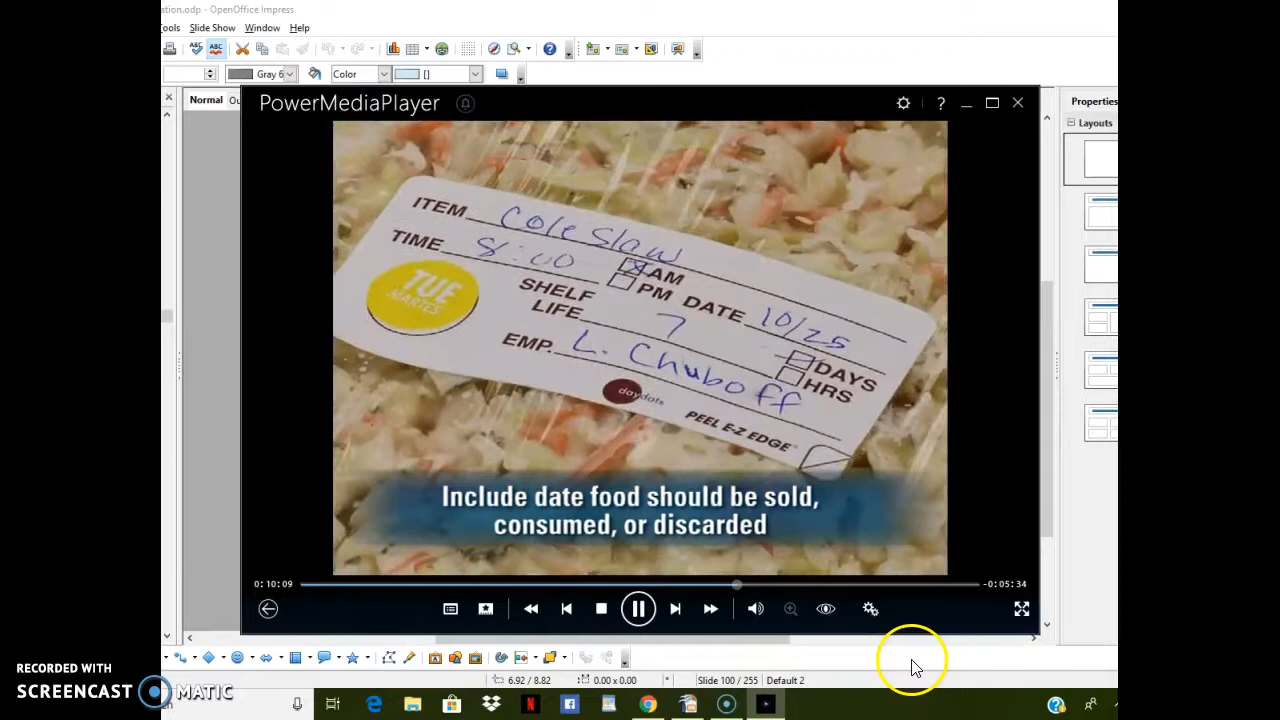 ation.odp - OpenOffice Impress
ools Slide Show Window Help
ABC ABC
Gray 6 Color []
Normal Ou
Properties
Layouts
PowerMediaPlayer
ITEM Cole Slaw
TIME 8:00 AM
PM DATE 10/25
TUE
MARTES
SHELF
LIFE 7 DAYS
HRS
EMP. L. Chuboff
daydots
PEEL E-Z EDGE
Include date food should be sold,
consumed, or discarded
0:10:09 -0:05:34
6.92 / 8.82 0.00 x 0.00 * Slide 100 / 255 Default 2
RECORDED WITH
SCREENCAST MATIC